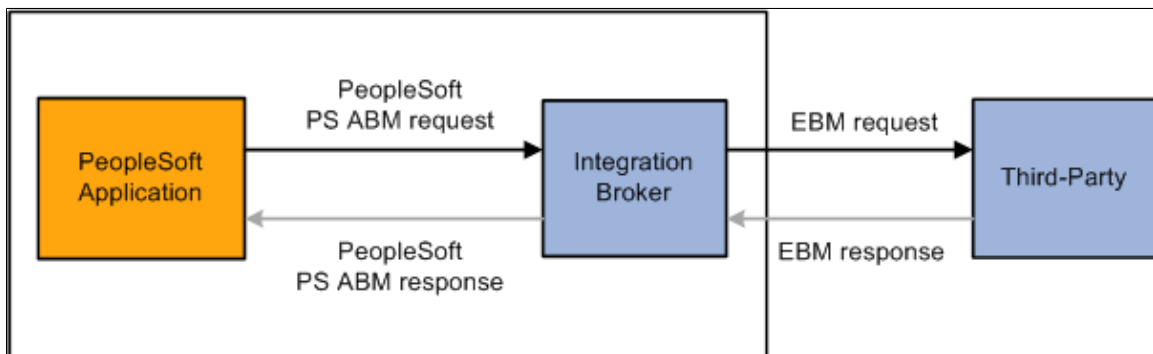 PeopleSoft
PS ABM request
EBM request
PeopleSoft
Application
Integration
Broker
Third-Party
PeopleSoft
PS ABM response
EBM response